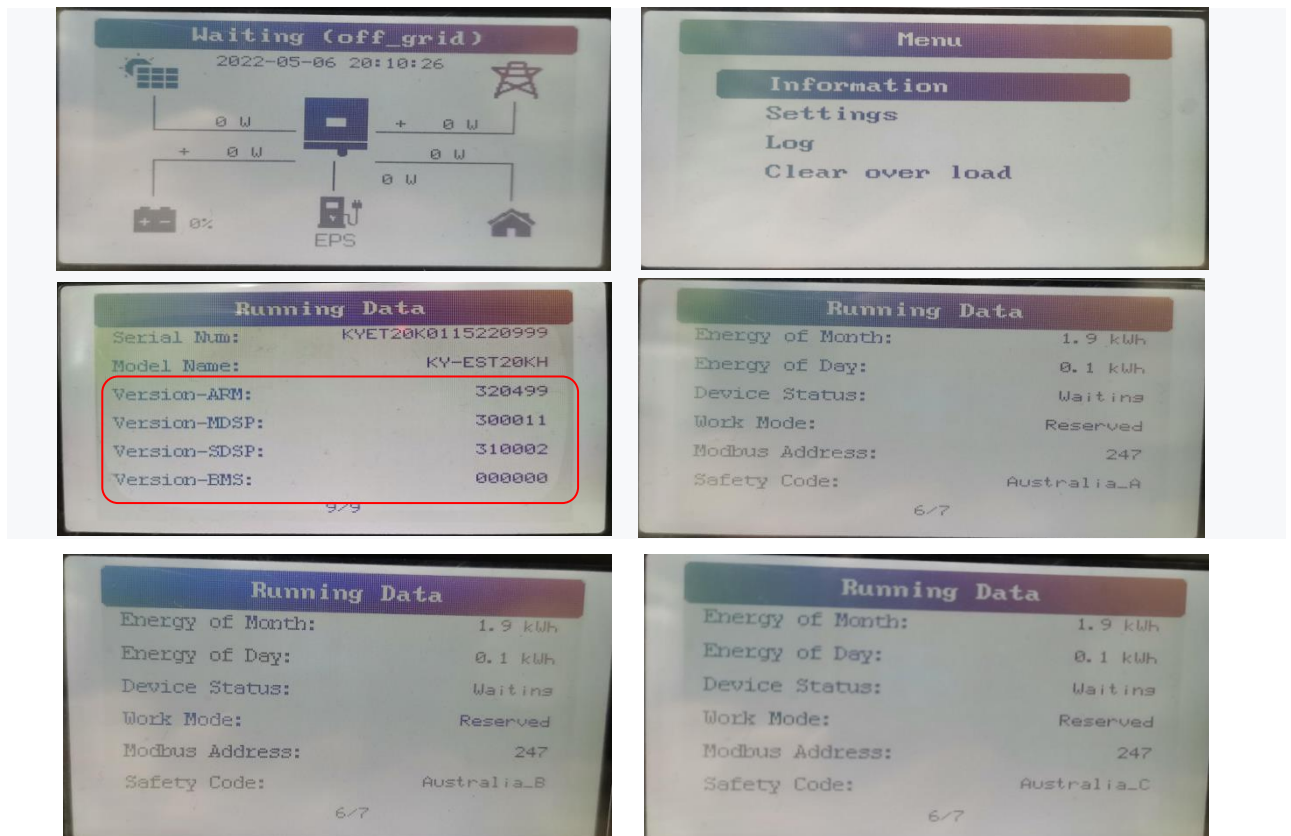 Waiting (off_grid)
2022-05-06 20:10:26
0 W
+ 0 W
+ 0 W
0 W
0 W
0%
EPS
Menu
Information
Settings
Log
Clear over load
Running Data
Serial Num: KYET20K0115220999
Model Name: KY-EST20KH
Version-ARM: 320499
Version-MDSP: 300011
Version-SDSP: 310002
Version-BMS: 000000
9/9
Running Data
Energy of Month: 1.9 kWh
Energy of Day: 0.1 kWh
Device Status: Waiting
Work Mode: Reserved
Modbus Address: 247
Safety Code: Australia_A
6/7
Running Data
Energy of Month: 1.9 kWh
Energy of Day: 0.1 kWh
Device Status: Waiting
Work Mode: Reserved
Modbus Address: 247
Safety Code: Australia_B
6/7
Running Data
Energy of Month: 1.9 kWh
Energy of Day: 0.1 kWh
Device Status: Waiting
Work Mode: Reserved
Modbus Address: 247
Safety Code: Australia_C
6/7